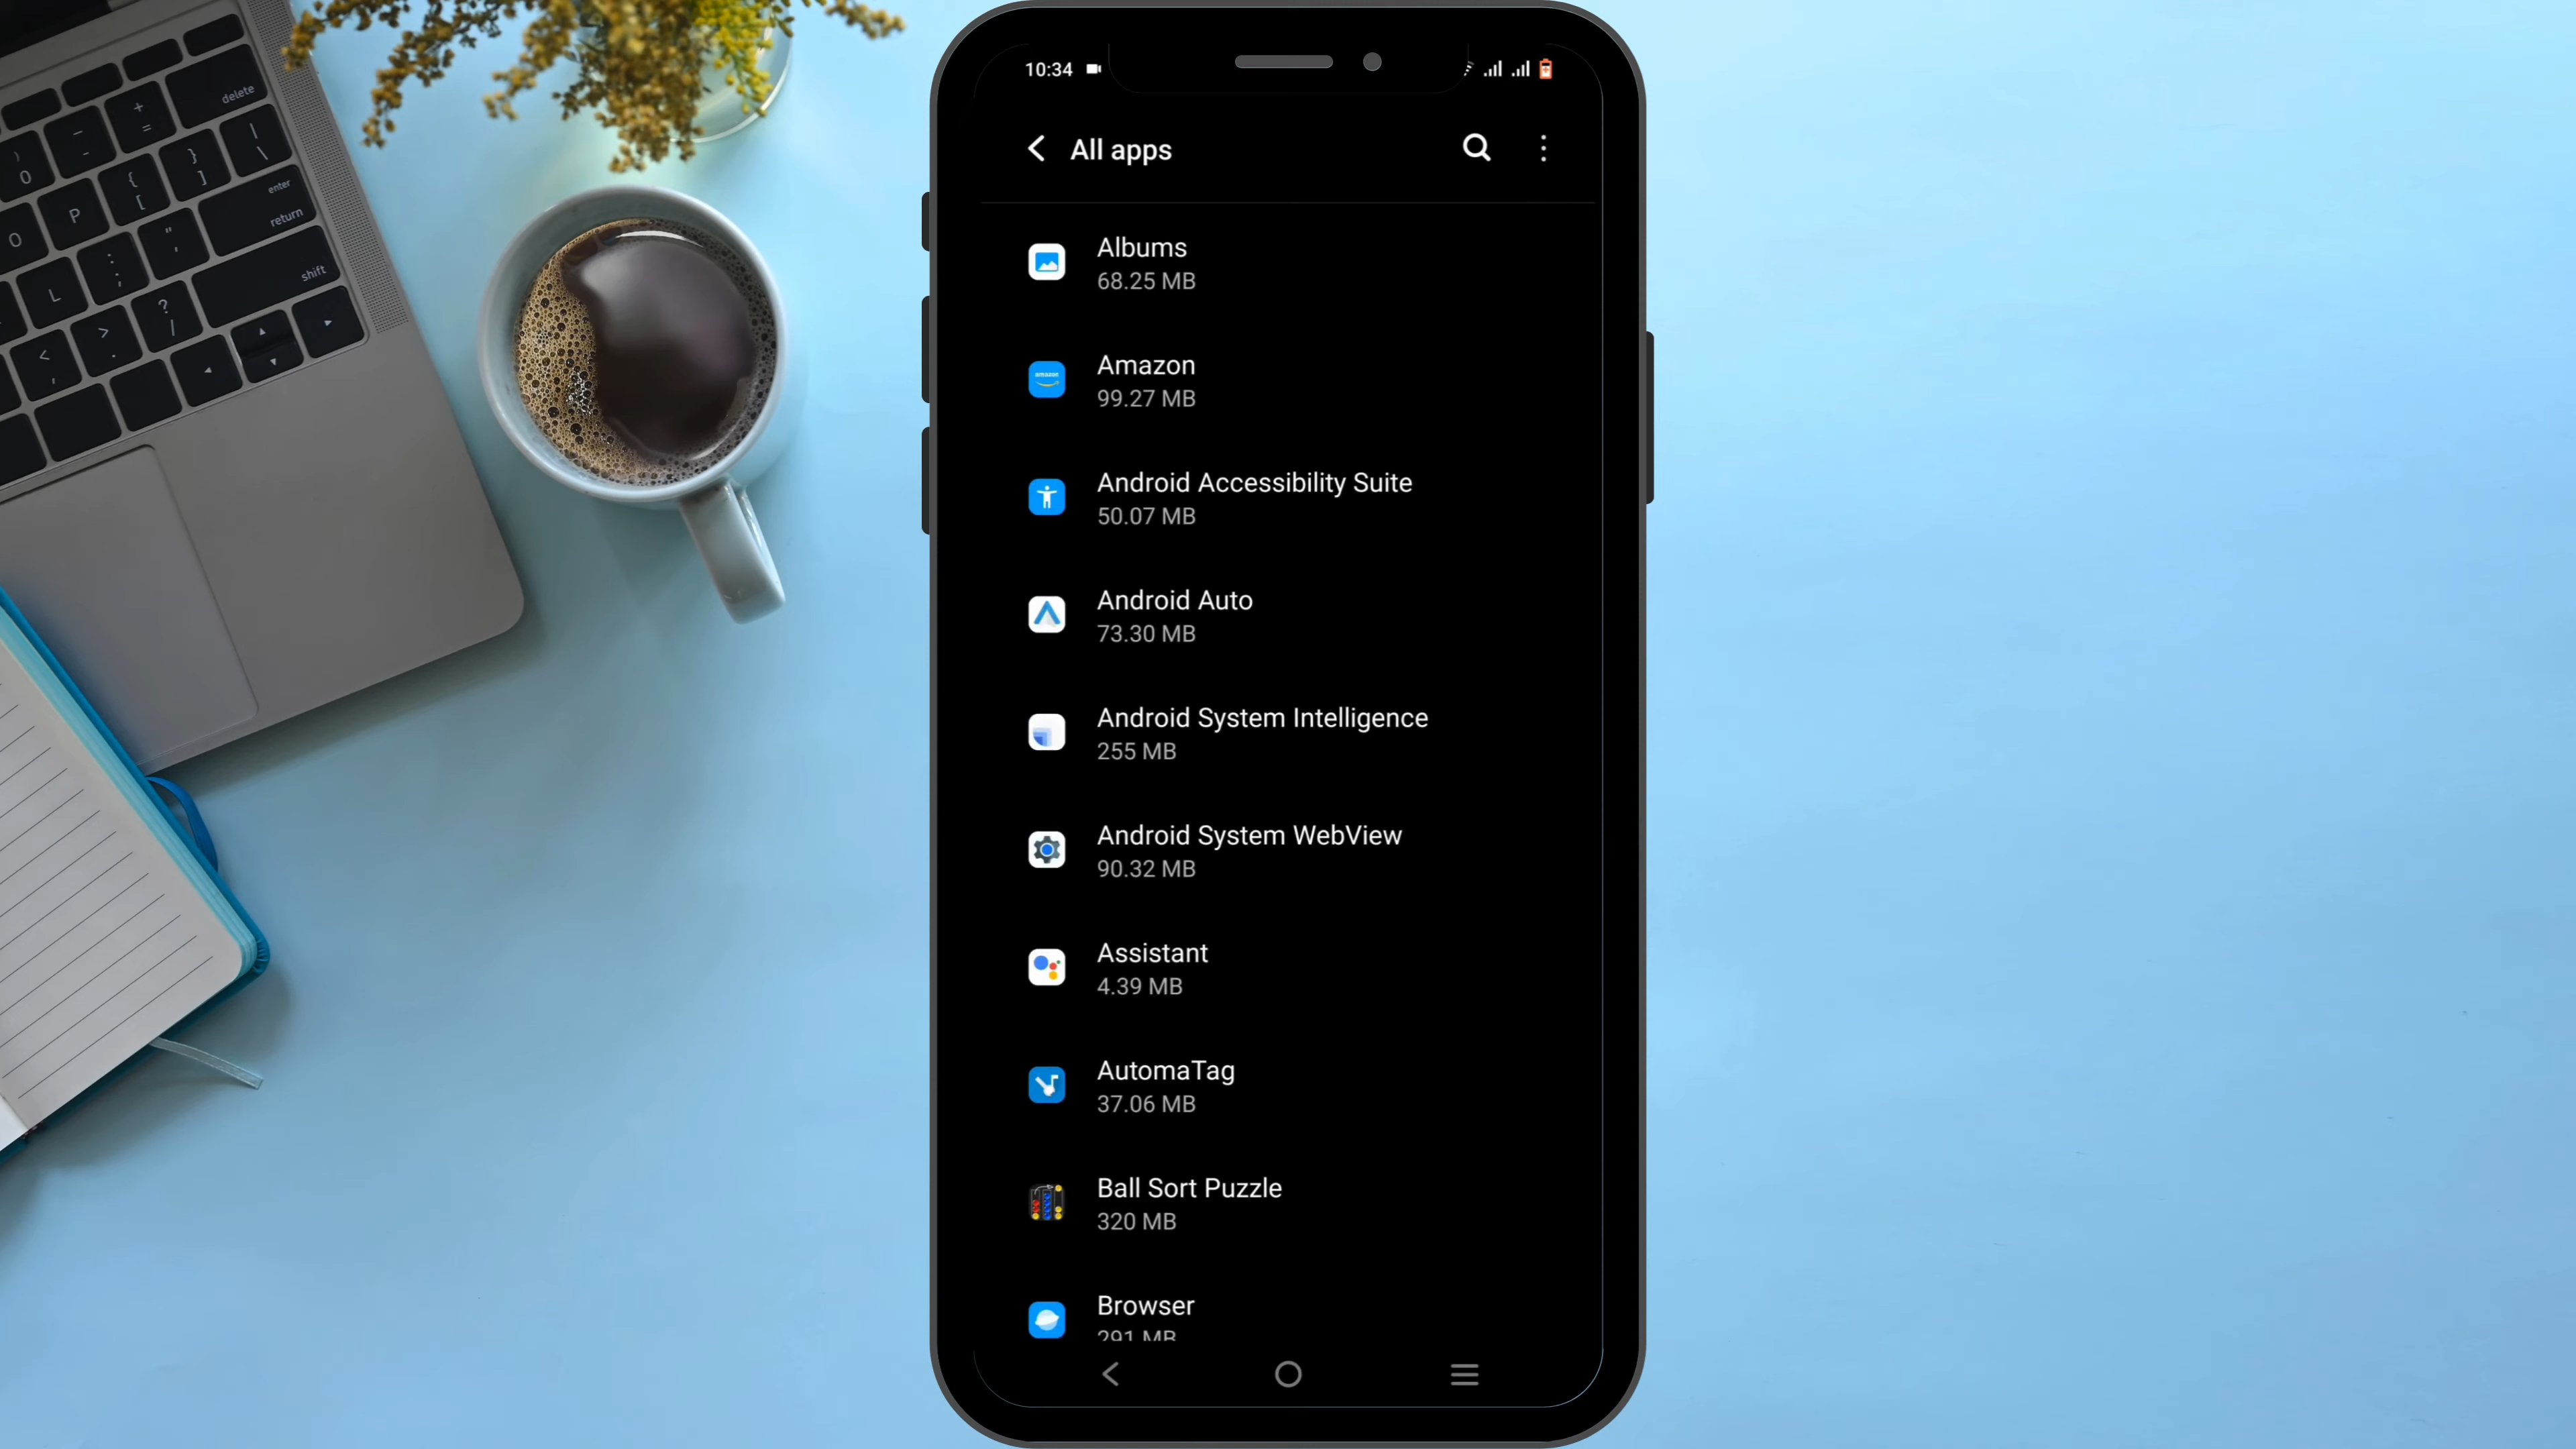 10:34
All apps
Albums
68.25 MB
Amazon
99.27 MB
Android Accessibility Suite
50.07 MB
Android Auto
73.30 MB
Android System Intelligence
255 MB
Android System WebView
90.32 MB
Assistant
4.39 MB
AutomaTag
37.06 MB
Ball Sort Puzzle
320 MB
Browser
291 MB
delete
+
=
}
]
{
[
P
enter
return
shift
L
?
/